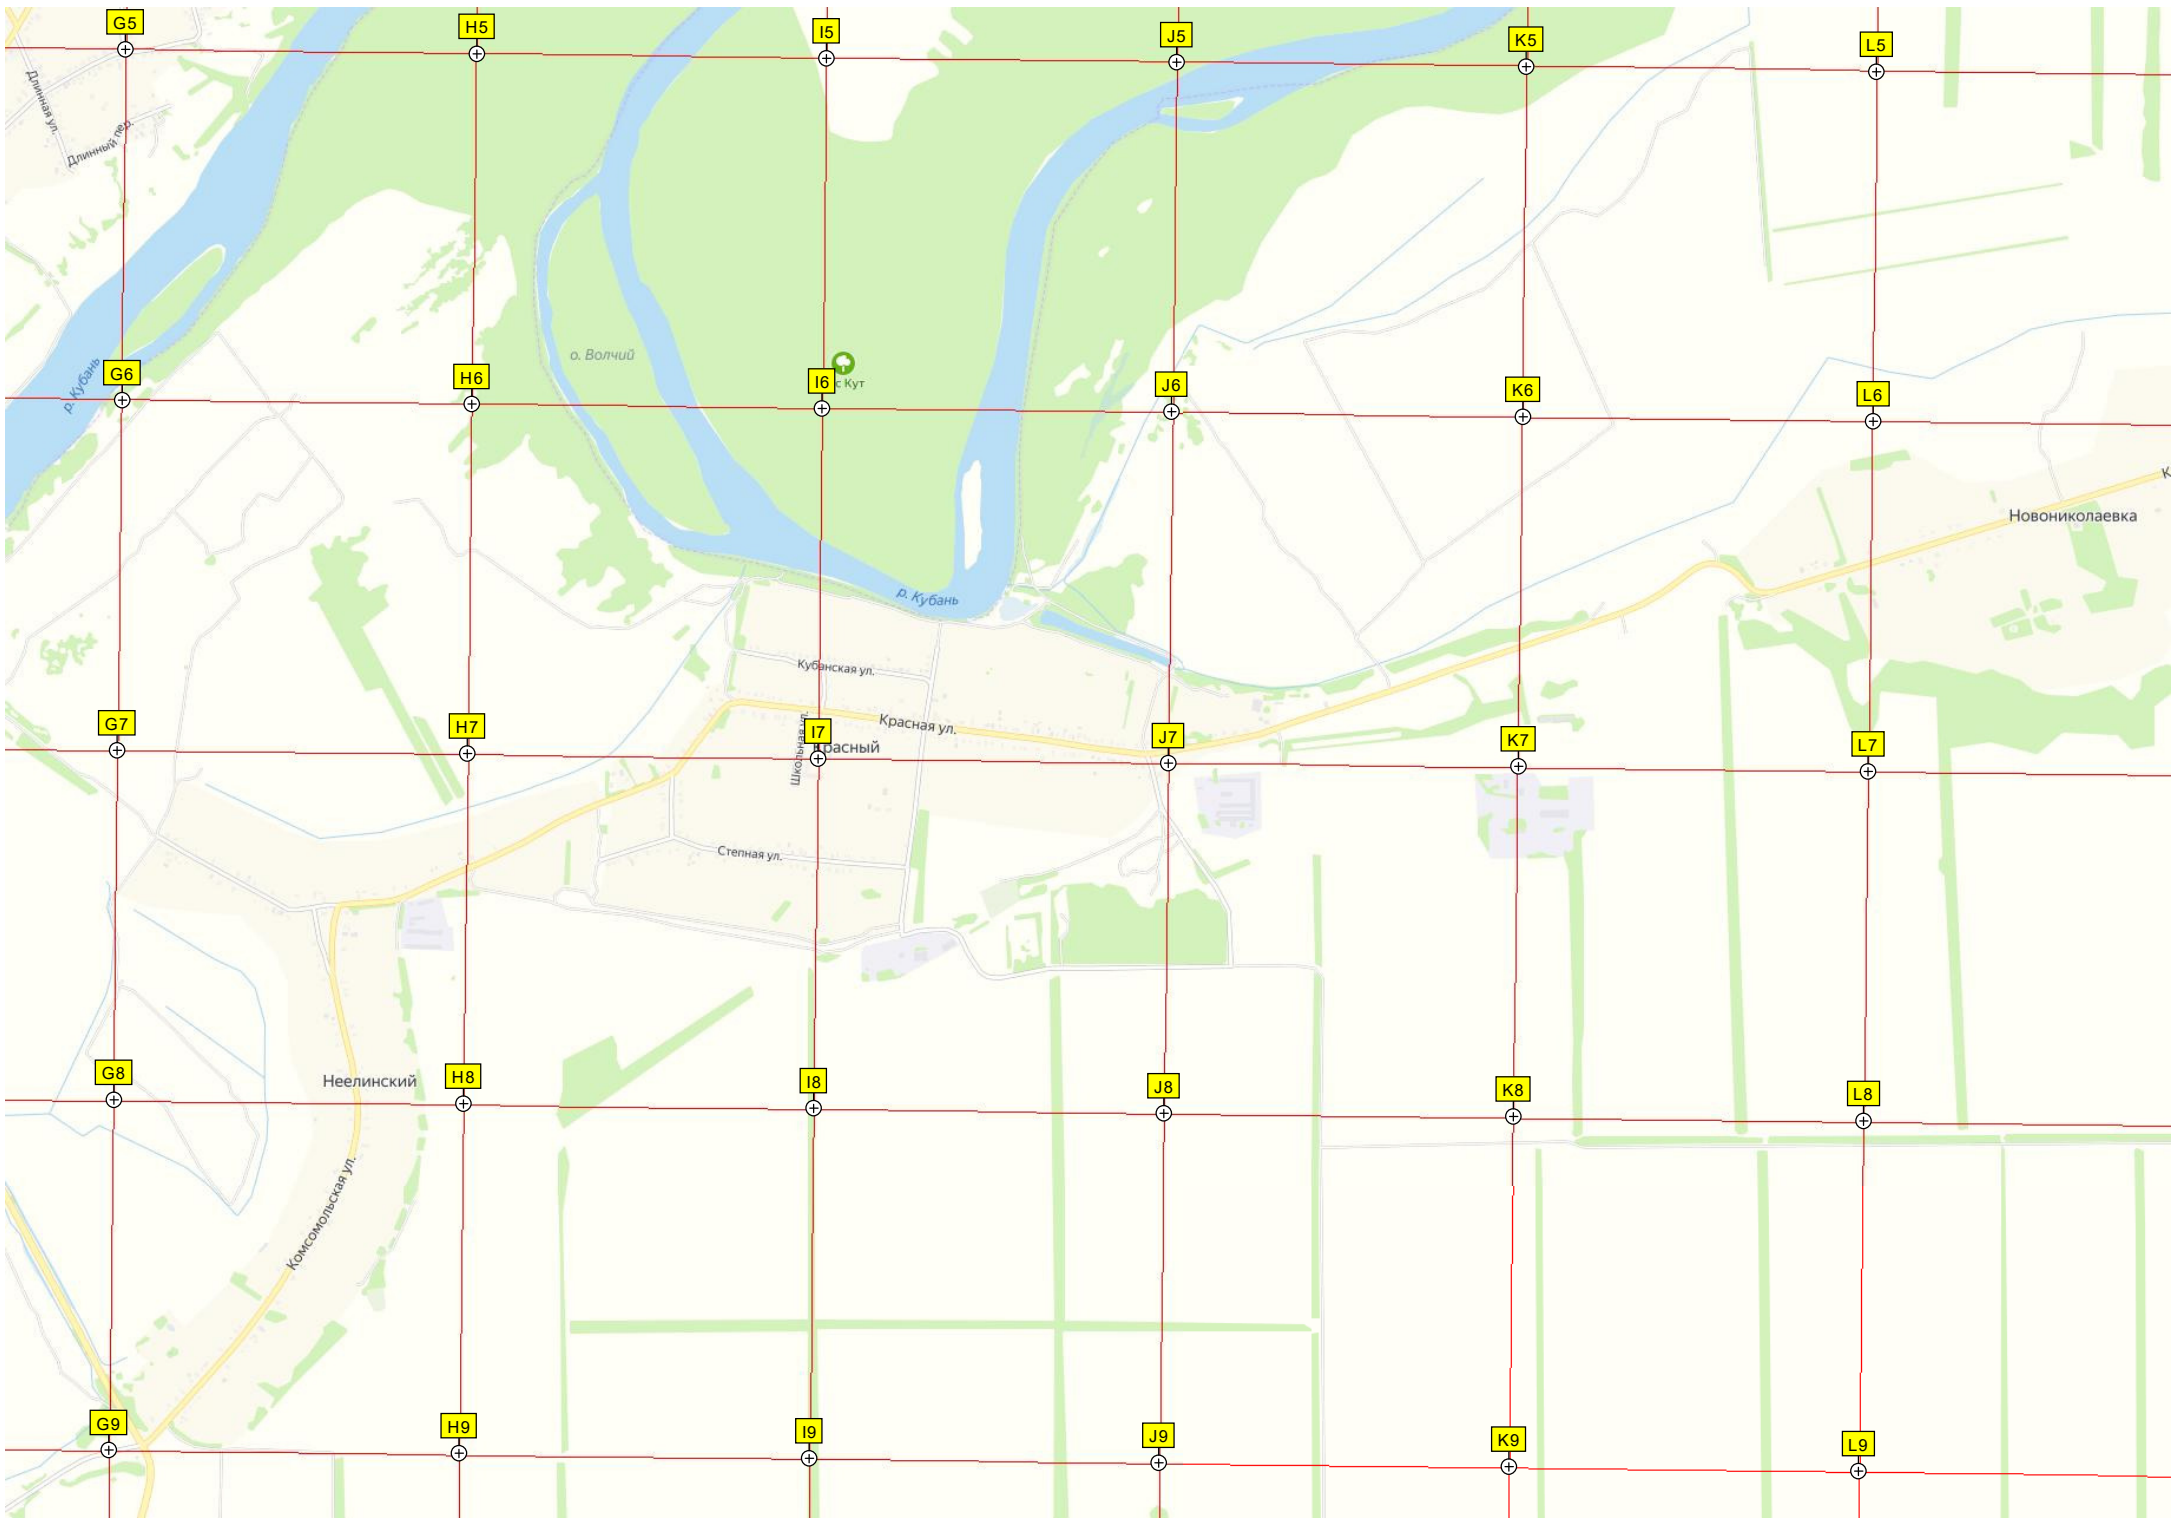 G5
H5
I5
J5
K5
L5
Длинная ул.
Длинный пер.
о. Волчий
р. Кубань
G6
H6
I6
с Кут
J6
K6
L6
К
Новониколаевка
р. Кубань
Кубанская ул.
Красная ул.
Школьная ул.
G7
H7
I7
Красный
J7
K7
L7
Степная ул.
G8
Неелинский
H8
I8
J8
K8
L8
Комсомольская ул.
G9
H9
I9
J9
K9
L9